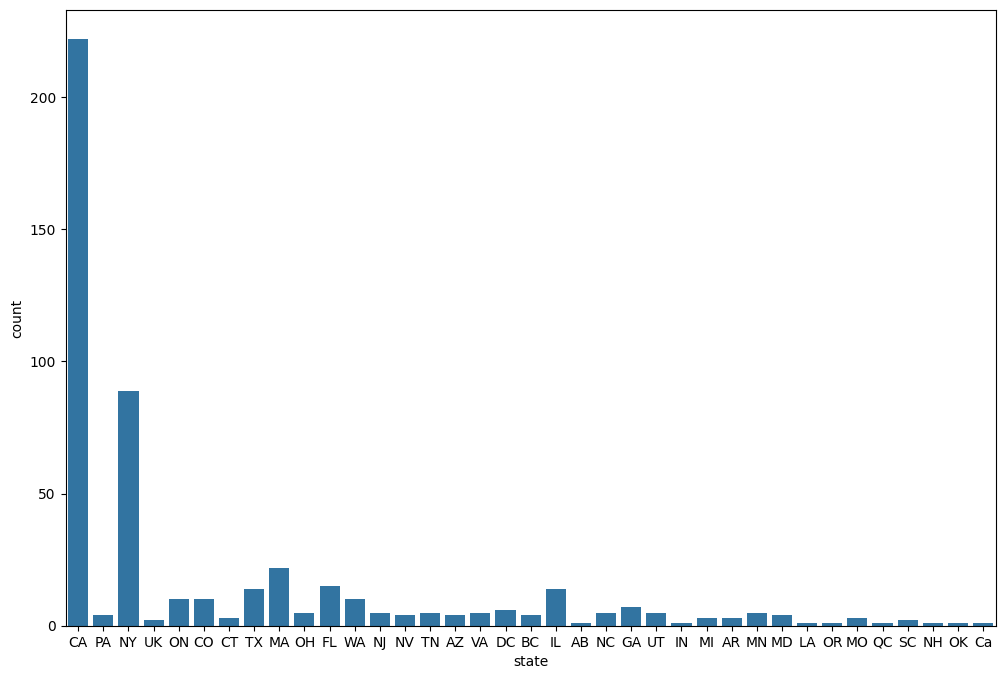 200
150
100
50
0
count
CA PA NY UK ON CO CT TX MA OH FL WA NJ NV TN AZ VA DC BC IL AB NC GA UT IN MI AR MN MD LA OR MO QC SC NH OK Ca
state